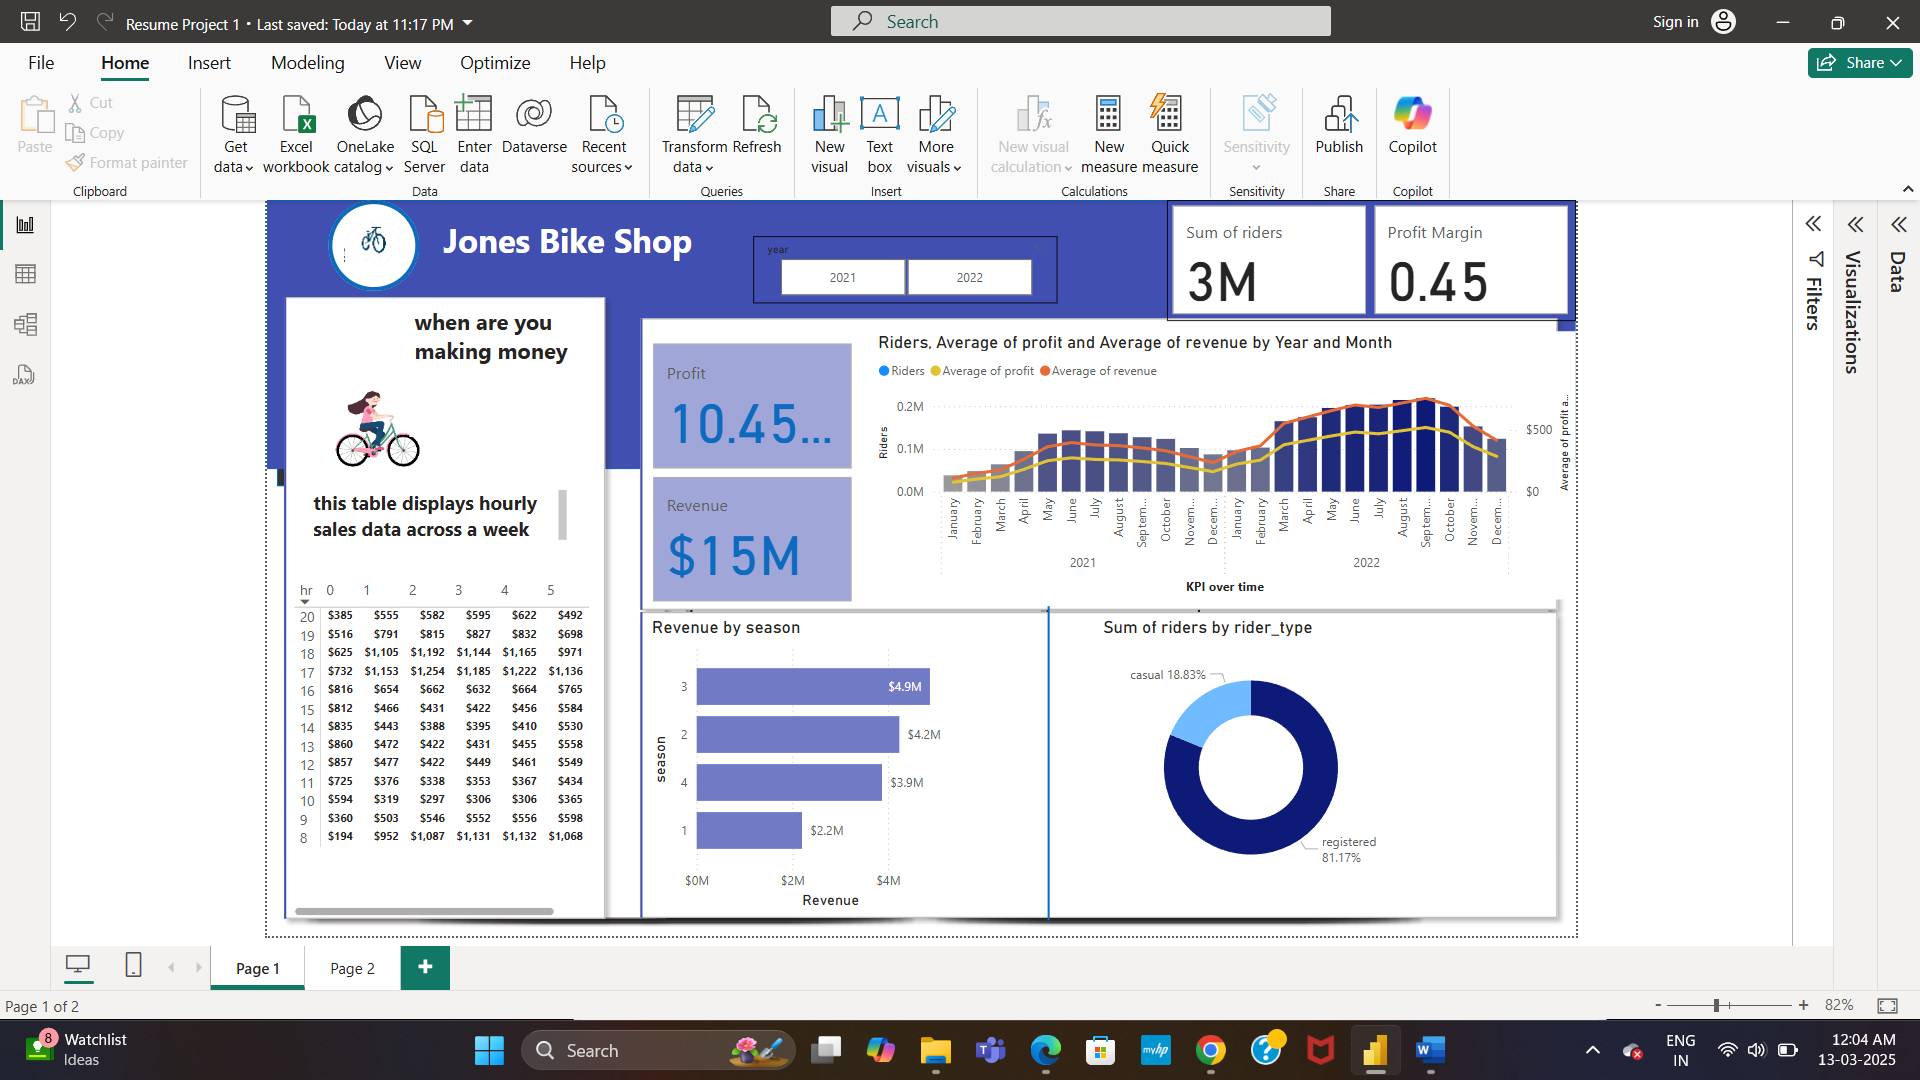 Resume Project 1 • Last saved: Today at 11:17 PM
Search
Sign in
File Home Insert Modeling View Optimize Help
Share
Paste
Cut
Copy
Format painter
Clipboard
Get data
Excel workbook
OneLake catalog
SQL Server
Enter data
Dataverse
Recent sources
Data
Transform data
Refresh
Queries
New visual
Text box
More visuals
Insert
New visual calculation
New measure
Quick measure
Calculations
Sensitivity
Sensitivity
Publish
Share
Copilot
Copilot
Jones Bike Shop
year
2021 2022
Sum of riders
3M
Profit Margin
0.45
Filters
Visualizations
Data
when are you
making money
this table displays hourly
sales data across a week
hr 0 1 2 3 4 5
20 $385 $555 $582 $595 $622 $492
19 $516 $791 $815 $827 $832 $698
18 $625 $1,105 $1,192 $1,144 $1,165 $971
17 $732 $1,153 $1,254 $1,185 $1,222 $1,136
16 $816 $654 $662 $632 $664 $765
15 $812 $466 $431 $422 $456 $584
14 $835 $443 $388 $395 $410 $530
13 $860 $472 $422 $431 $455 $558
12 $857 $477 $422 $449 $461 $549
11 $725 $376 $338 $353 $367 $434
10 $594 $319 $297 $306 $306 $365
9 $360 $503 $546 $552 $556 $598
8 $194 $952 $1,087 $1,131 $1,132 $1,068
Profit
10.45...
Revenue
$15M
Riders, Average of profit and Average of revenue by Year and Month
Riders Average of profit Average of revenue
Riders
0.2M
0.1M
0.0M
$500
$0
Average of profit a...
January February March April May June July August Septem... October Novem... Decem... January February March April May June July August Septem... October Novem... Decem...
2021 2022
KPI over time
Revenue by season
season
3 $4.9M
2 $4.2M
4 $3.9M
1 $2.2M
$0M $2M $4M
Revenue
Sum of riders by rider_type
casual 18.83%
registered
81.17%
Page 1 Page 2 +
Page 1 of 2
- + 82%
8
Watchlist
Ideas
Search
myhp
ENG
IN
12:04 AM
13-03-2025